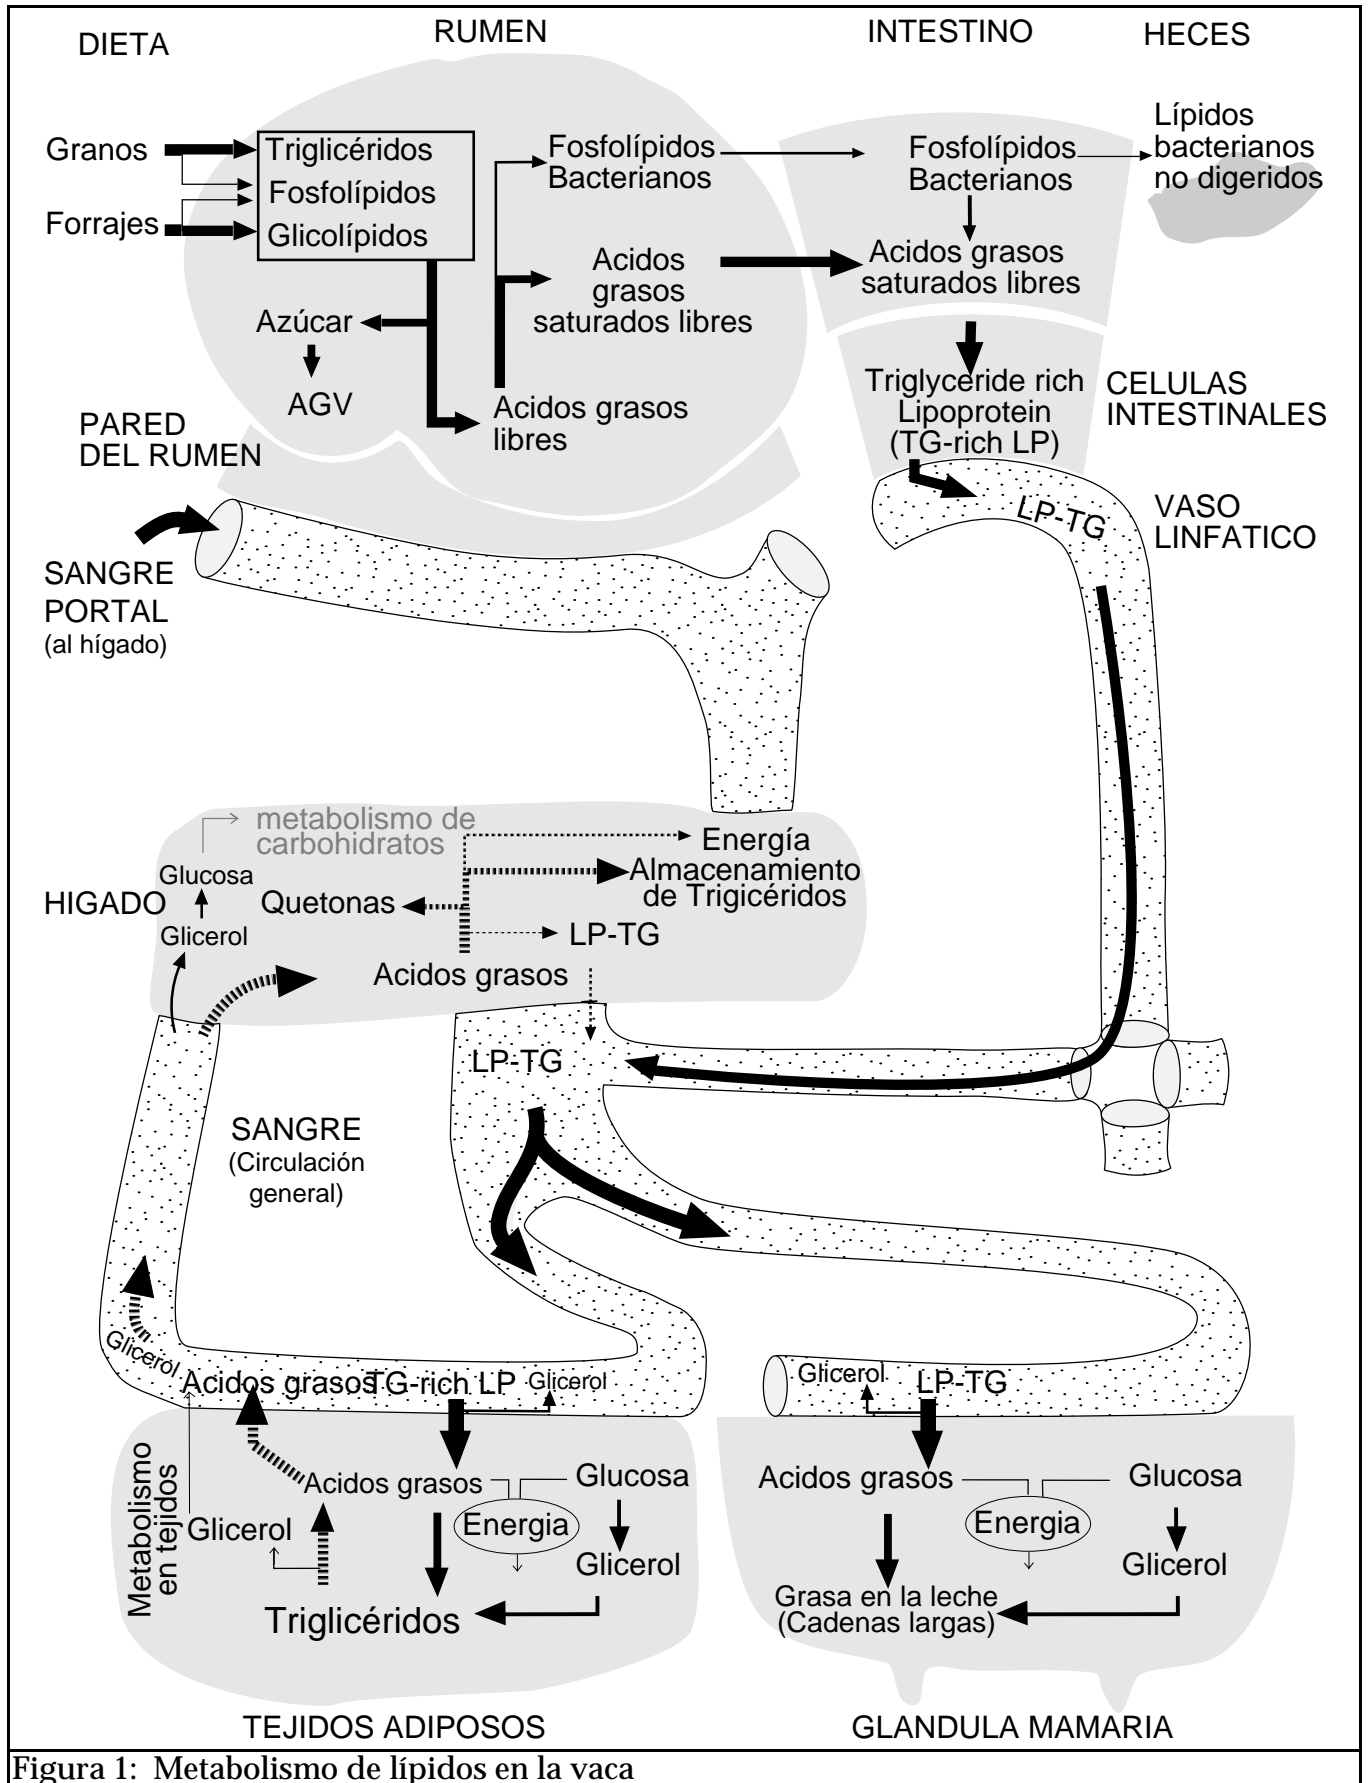 DIETA
RUMEN
INTESTINO
HECES
Granos
Forrajes
Triglicéridos
Fosfolípidos
Glicolípidos
Fosfolípidos
Bacterianos
Fosfolípidos
Bacterianos
Lípidos
bacterianos
no digeridos
Acidos
grasos
saturados libres
Acidos grasos
saturados libres
Azúcar
AGV
Acidos grasos
libres
PARED
DEL RUMEN
Triglyceride rich
Lipoprotein
(TG-rich LP)
CELULAS
INTESTINALES
LP-TG
VASO
LINFATICO
SANGRE
PORTAL
(al hígado)
metabolismo de
carbohidratos
Energía
Almacenamiento
de Trigicéridos
Glucosa
HIGADO
Quetonas
Glicerol
LP-TG
Acidos grasos
LP-TG
SANGRE
(Circulación
general)
Glicerol
Acidos grasos
TG-rich LP
Glicerol
Glicerol
LP-TG
Metabolismo
en tejidos
Acidos grasos
Glucosa
Glicerol
Energia
Glicerol
Triglicéridos
Acidos grasos
Glucosa
Energia
Glicerol
Grasa en la leche
(Cadenas largas)
TEJIDOS ADIPOSOS
GLANDULA MAMARIA
Figura 1: Metabolismo de lípidos en la vaca